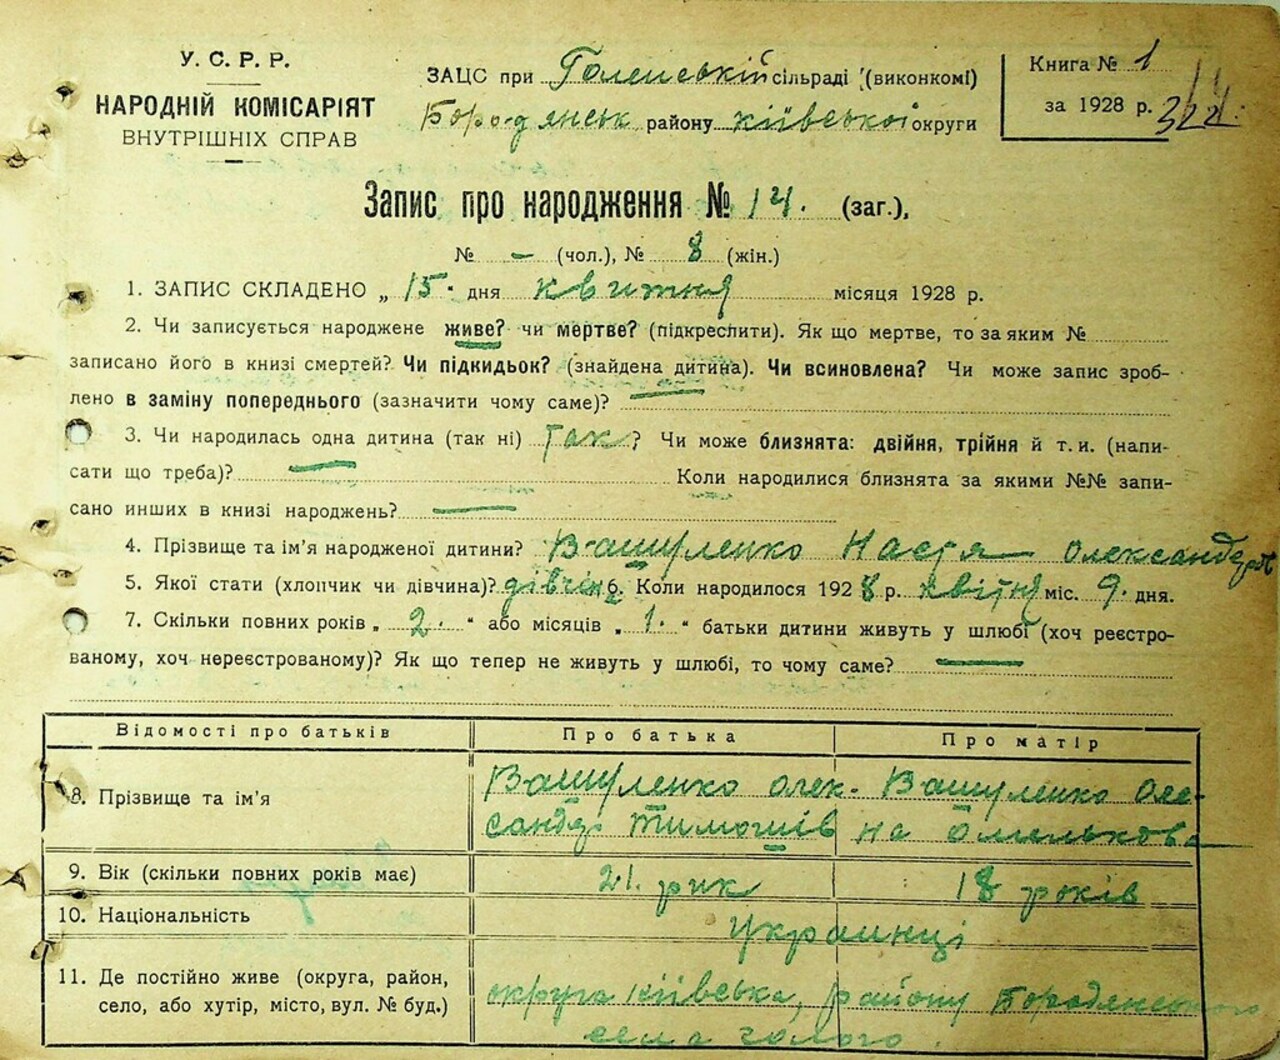 У. С. Р. Р.
НАРОДНІЙ КОМІСАРІЯТ
ВНУТРІШНІХ СПРАВ
ЗАЦС при Голенській сільраді (виконкомі)
Бородянськ району київської округи
Книга № 1
за 1928 р. 322.
Запис про народження № 14. (заг.),
№ - (чол.), № 8 (жін.)
1. ЗАПИС СКЛАДЕНО „ 15. дня квитня місяця 1928 р.
2. Чи записується народжене живе? чи мертве? (підкреслити). Як що мертве, то за яким №
записано його в книзі смертей? Чи підкидьок? (знайдена дитина). Чи всиновлена? Чи може запис зроб-
лено в заміну попереднього (зазначити чому саме)? —
3. Чи народилась одна дитина (так ні) так? Чи може близнята: двійня, трійня й т. и. (напи-
сати що треба)? — Коли народилися близнята за якими №№ запи-
сано инших в книзі народжень? —
4. Прізвище та ім'я народженої дитини? Вашуленко Настя Олександров
5. Якої стати (хлопчик чи дівчина)? дівчін 6. Коли народилося 1928 р. квітня міс. 9. дня.
7. Скільки повних років „ 2. “ або місяців „ 1. “ батьки дитини живуть у шлюбі (хоч реєстро-
ваному, хоч нереєстрованому)? Як що тепер не живуть у шлюбі, то чому саме? —
Відомості про батьків Про батька Про матір
8. Прізвище та ім'я Вашуленко Олек- Вашуленко Оле-
сандр Тимошів на Омелькова
9. Вік (скільки повних років має) 21. рик 18 років
10. Національність Украинці
11. Де постійно живе (округа, район,
село, або хутір, місто, вул. № буд.)
округа київська, району Бородянського
села